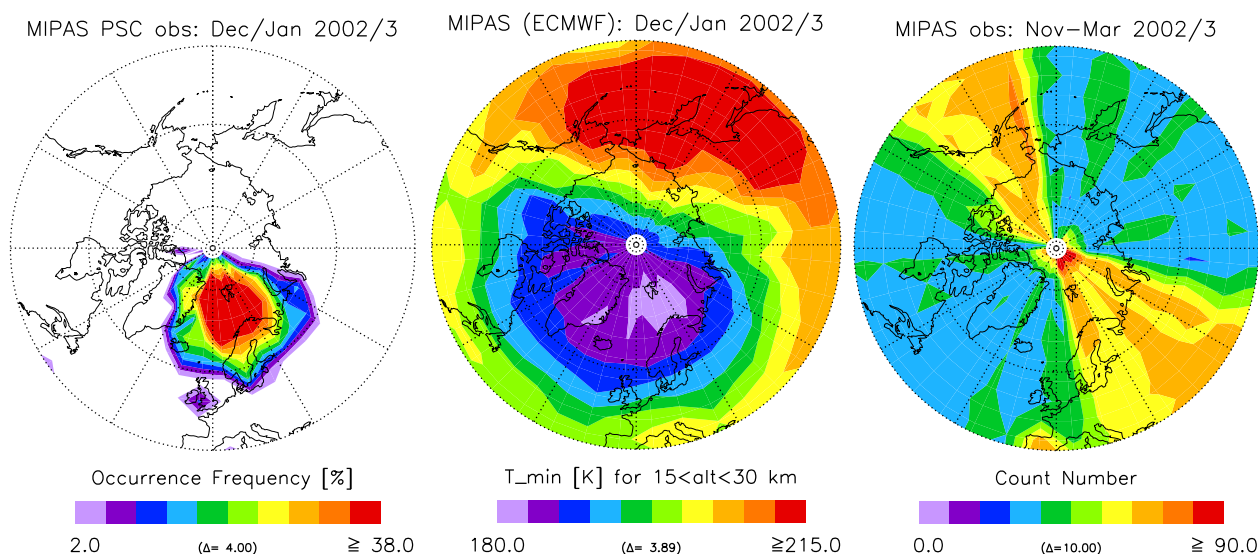 MIPAS PSC obs: Dec/Jan 2002/3
MIPAS (ECMWF): Dec/Jan 2002/3
MIPAS obs: Nov-Mar 2002/3
Occurrence Frequency [%]
2.0 (Δ= 4.00) ≧ 38.0
T_min [K] for 15<alt<30 km
180.0 (Δ= 3.89) ≧215.0
Count Number
0.0 (Δ=10.00) ≧ 90.0